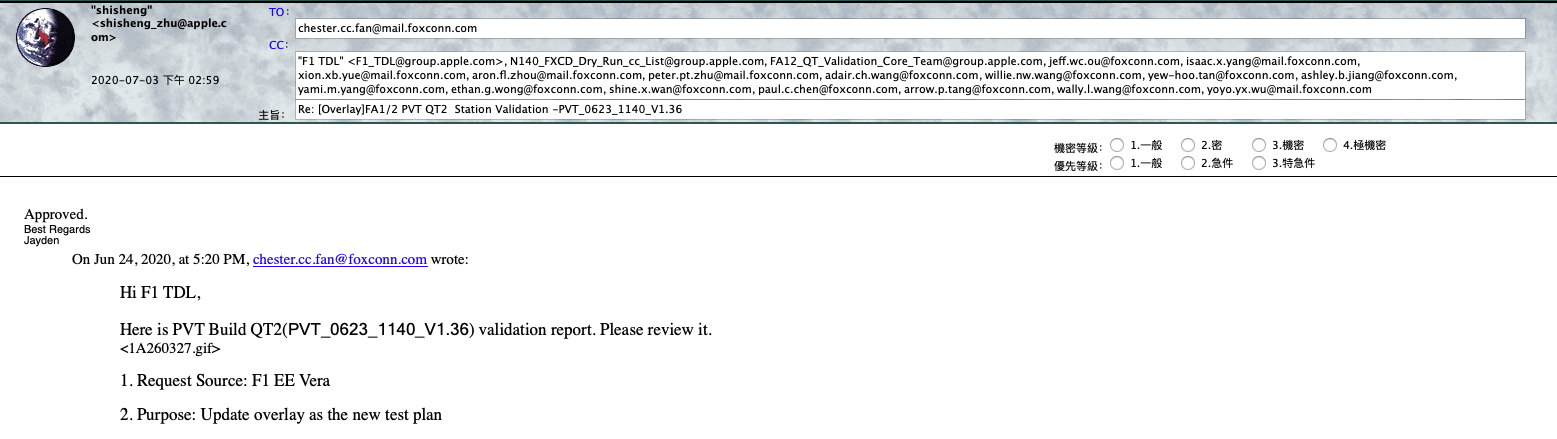 "shisheng"
<shisheng_zhu@apple.c
om>
2020-07-03 下午 02:59
TO:
chester.cc.fan@mail.foxconn.com
CC:
"F1 TDL" <F1_TDL@group.apple.com>, N140_FXCD_Dry_Run_cc_List@group.apple.com, FA12_QT_Validation_Core_Team@group.apple.com, jeff.wc.ou@foxconn.com, isaac.x.yang@mail.foxconn.com,
xion.xb.yue@mail.foxconn.com, aron.fl.zhou@mail.foxconn.com, peter.pt.zhu@mail.foxconn.com, adair.ch.wang@foxconn.com, willie.nw.wang@foxconn.com, yew-hoo.tan@foxconn.com, ashley.b.jiang@foxconn.com,
yami.m.yang@foxconn.com, ethan.g.wong@foxconn.com, shine.x.wan@foxconn.com, paul.c.chen@foxconn.com, arrow.p.tang@foxconn.com, wally.l.wang@foxconn.com, yoyo.yx.wu@mail.foxconn.com
主旨:
Re: [Overlay]FA1/2 PVT QT2  Station Validation -PVT_0623_1140_V1.36
機密等級: 1.一般 2.密 3.機密 4.極機密
優先等級: 1.一般 2.急件 3.特急件
Approved.
Best Regards
Jayden
On Jun 24, 2020, at 5:20 PM, chester.cc.fan@foxconn.com wrote:
Hi F1 TDL,
Here is PVT Build QT2(PVT_0623_1140_V1.36) validation report. Please review it.
<1A260327.gif>
1. Request Source: F1 EE Vera
2. Purpose: Update overlay as the new test plan